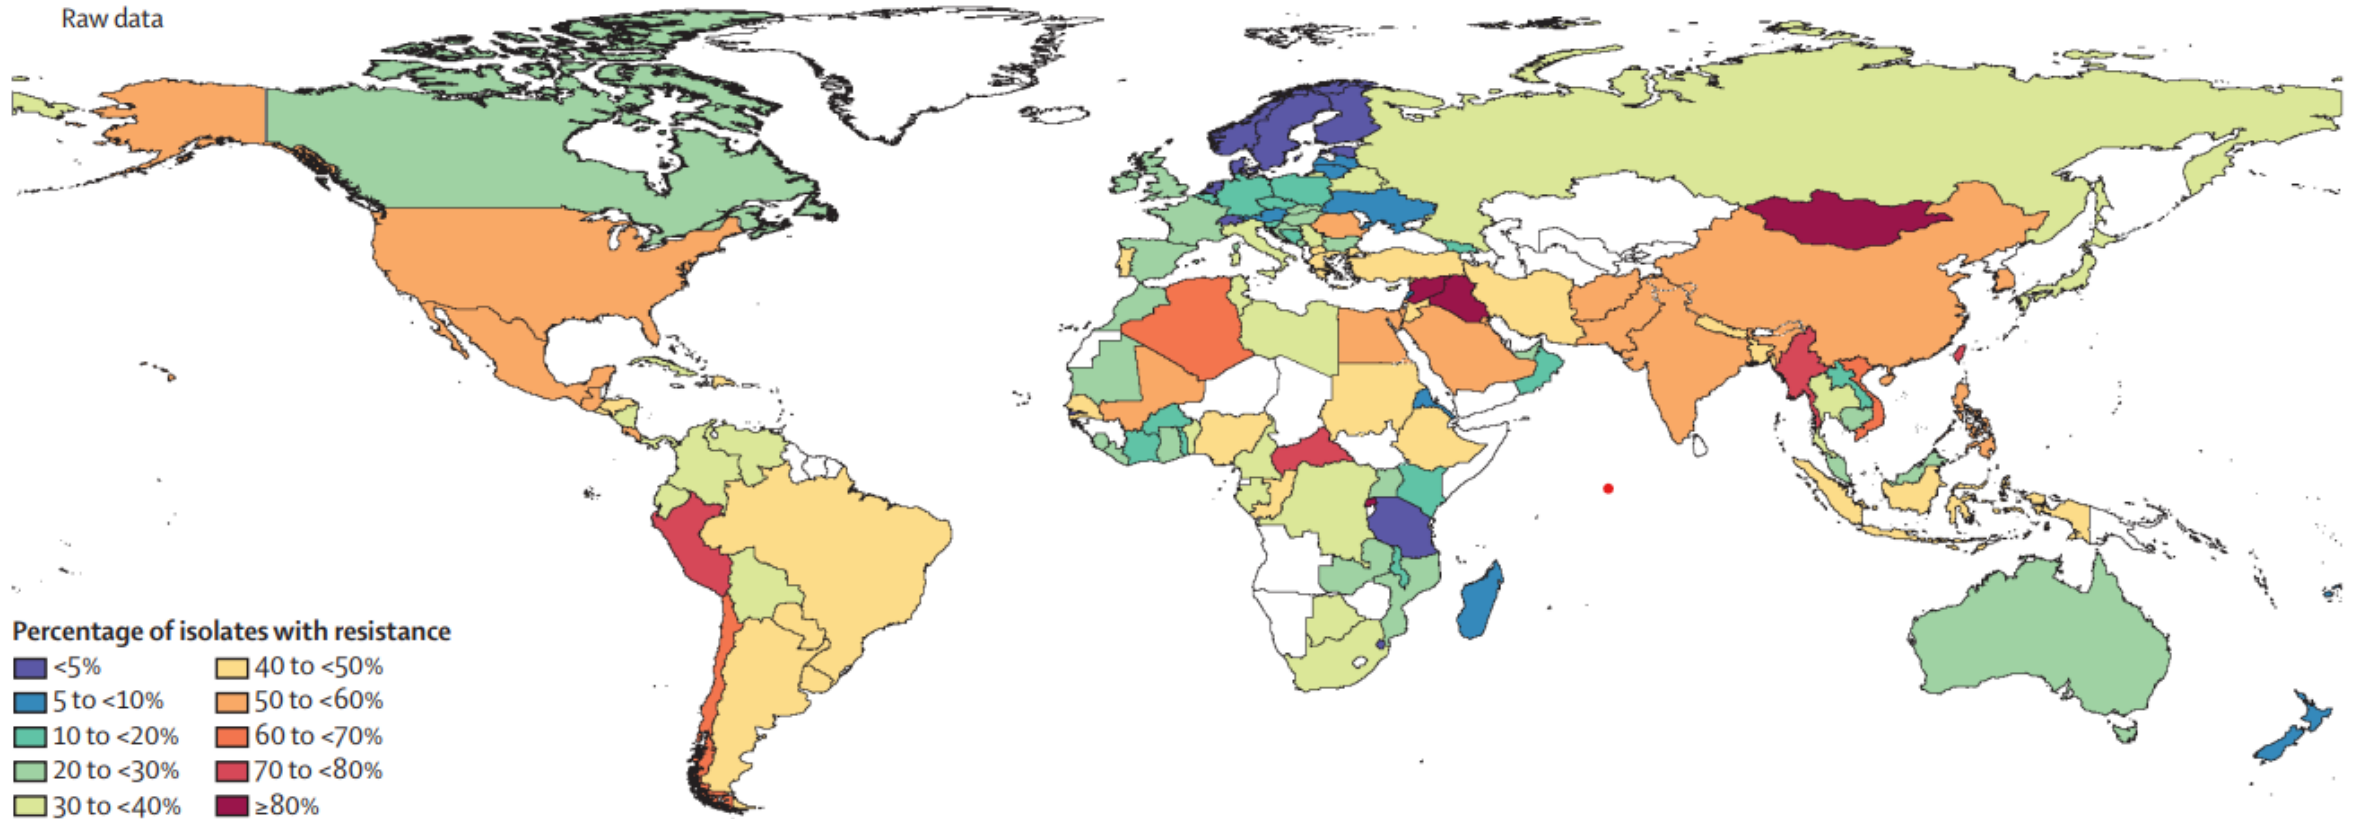 Raw data
Percentage of isolates with resistance
<5%
5 to <10%
10 to <20%
20 to <30%
30 to <40%
40 to <50%
50 to <60%
60 to <70%
70 to <80%
≥80%